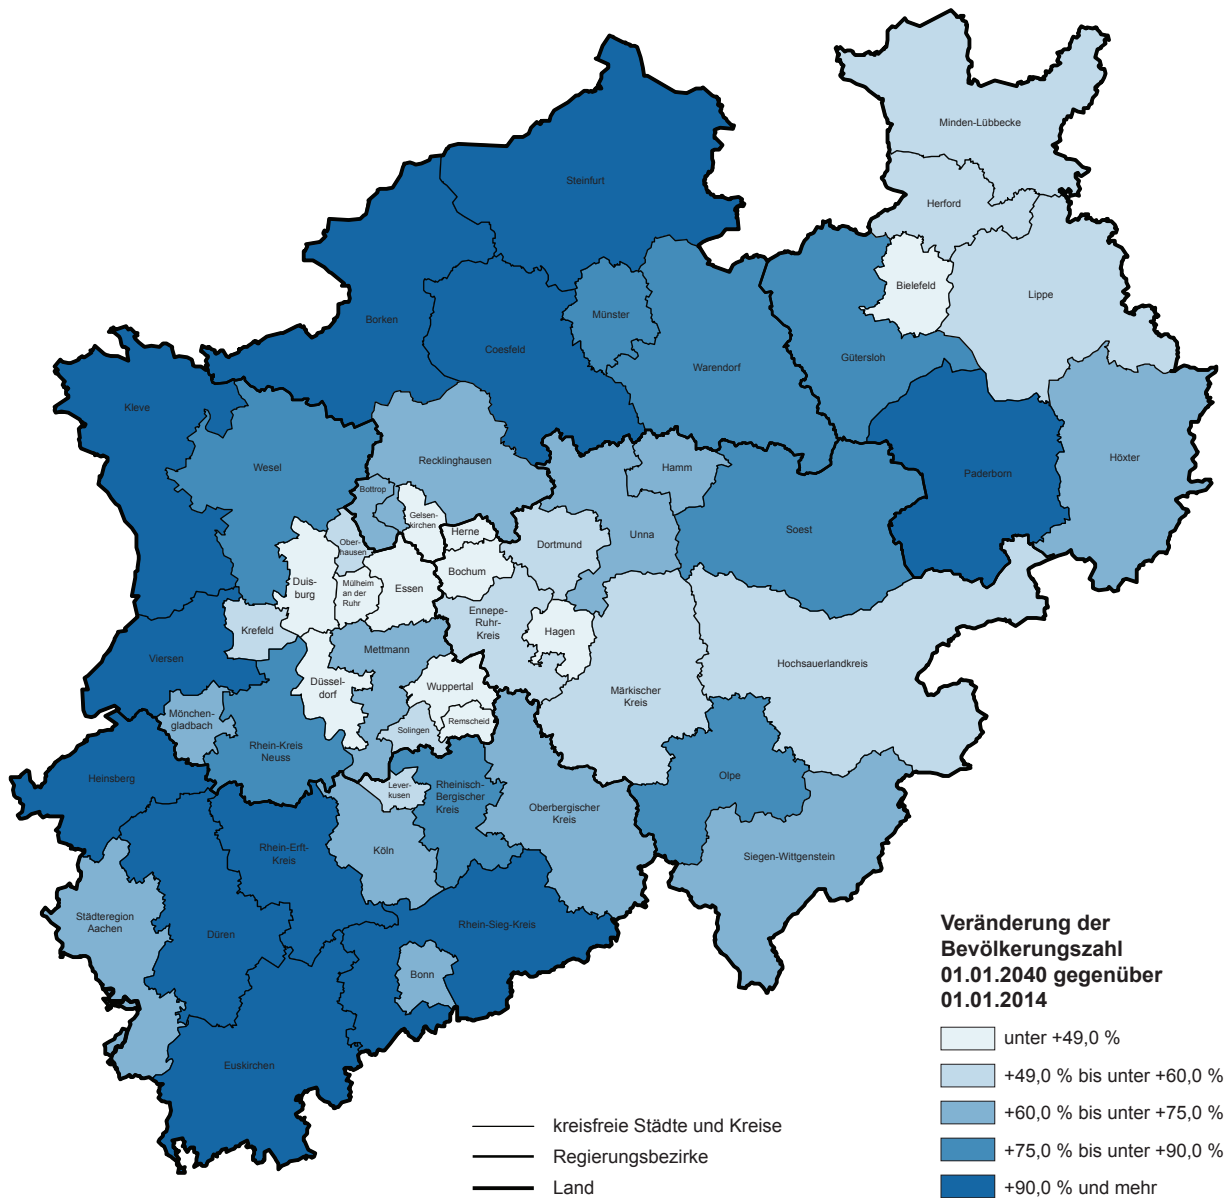 Minden-Lübbecke
Steinfurt
Herford
Bielefeld
Lippe
Borken
Münster
Coesfeld
Warendorf
Gütersloh
Kleve
Wesel
Recklinghausen
Hamm
Paderborn
Höxter
Bottrop
Gelsen-
kirchen
Herne
Ober-
hausen
Dortmund
Unna
Soest
Duis-
burg
Mülheim
an der
Ruhr
Essen
Bochum
Krefeld
Ennepe-
Ruhr-
Kreis
Hagen
Viersen
Mettmann
Hochsauerlandkreis
Düssel-
dorf
Wuppertal
Märkischer
Kreis
Mönchen-
gladbach
Solingen
Remscheid
Rhein-Kreis
Neuss
Heinsberg
Lever-
kusen
Rheinisch-
Bergischer
Kreis
Olpe
Oberbergischer
Kreis
Rhein-Erft-
Kreis
Köln
Siegen-Wittgenstein
Städteregion
Aachen
Düren
Rhein-Sieg-Kreis
Bonn
Euskirchen
Veränderung der
Bevölkerungszahl
01.01.2040 gegenüber
01.01.2014
unter +49,0 %
+49,0 % bis unter +60,0 %
+60,0 % bis unter +75,0 %
+75,0 % bis unter +90,0 %
+90,0 % und mehr
kreisfreie Städte und Kreise
Regierungsbezirke
Land